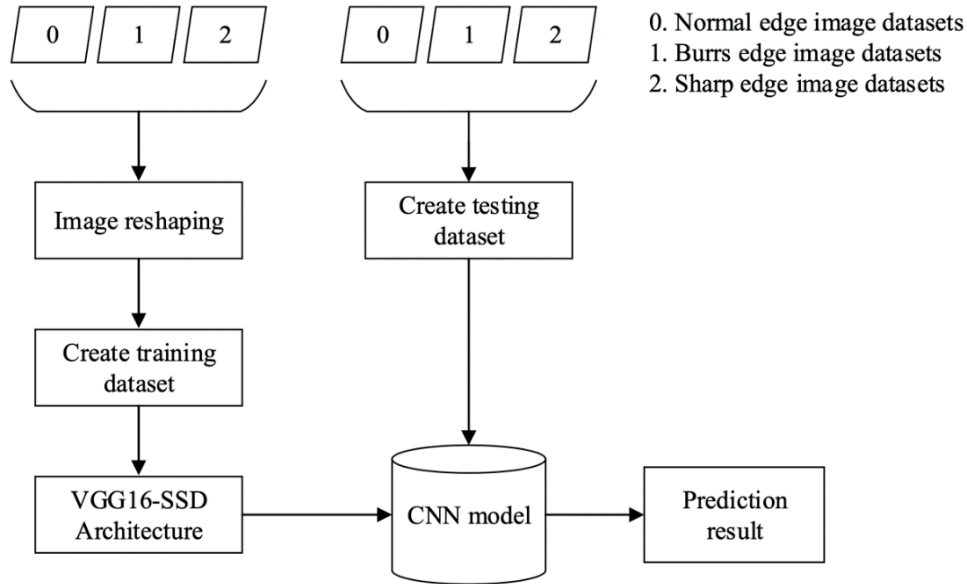 0 1 2
0 1 2
0. Normal edge image datasets
1. Burrs edge image datasets
2. Sharp edge image datasets
Image reshaping
Create testing
dataset
Create training
dataset
VGG16-SSD
Architecture
CNN model
Prediction
result